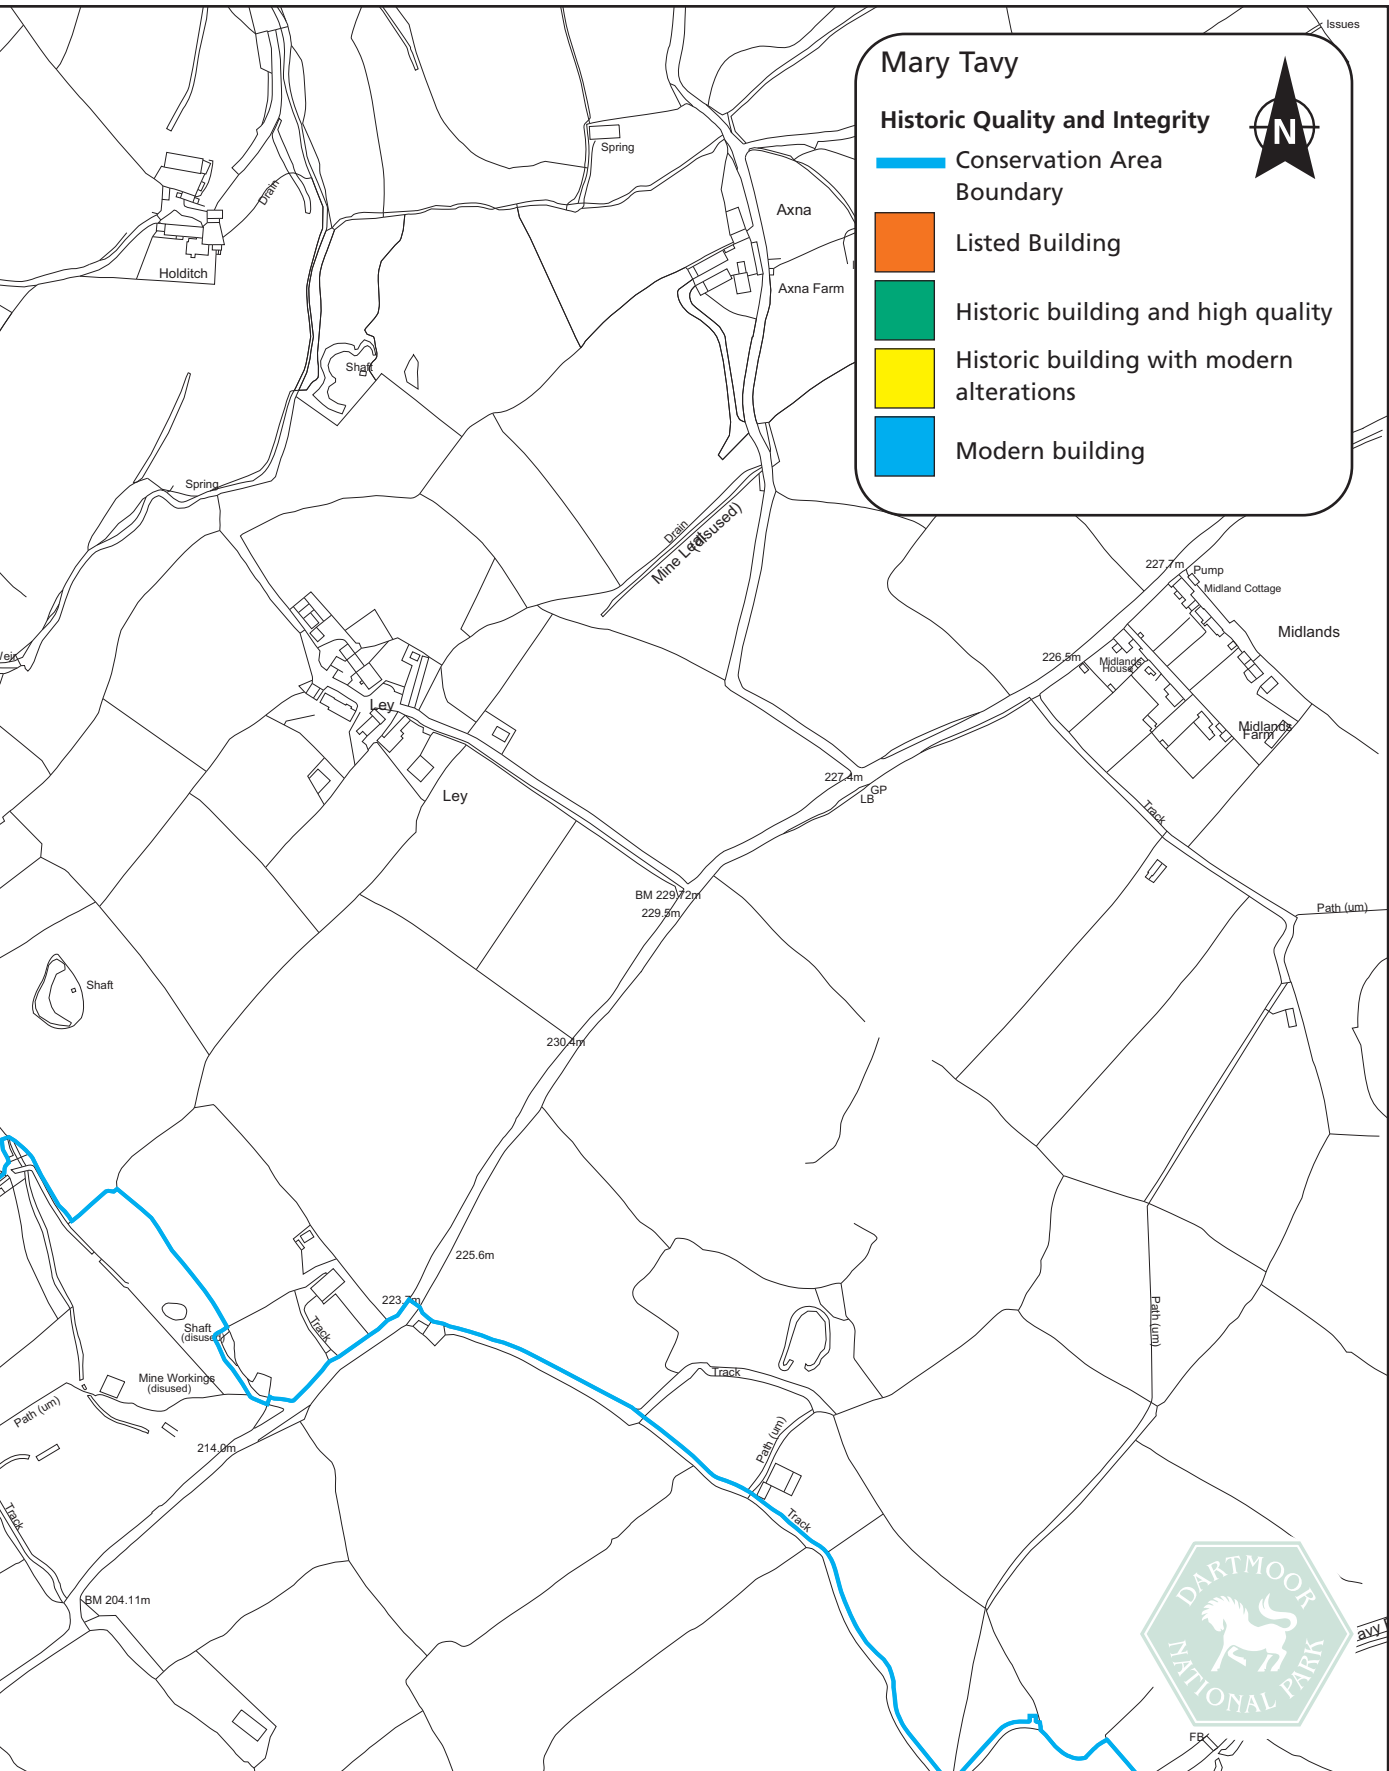 Issues
Mary Tavy
Historic Quality and Integrity
N
Conservation Area
Boundary
Listed Building
Historic building and high quality
Historic building with modern
alterations
Modern building
Spring
Drain
Axna
Holditch
Axna Farm
Shaft
Spring
Drain
Mine Leat
(disused)
227.7m
Pump
Midland Cottage
Midlands
226.5m
Midlands
House
Weir
Ley
Midlands
Farm
227.4m
GP
LB
Ley
Track
BM 229.72m
229.5m
Path (um)
Shaft
230.4m
225.6m
223.7m
Path (um)
Shaft
(disused)
Track
Mine Workings
(disused)
Track
Path (um)
Path (um)
214.0m
Track
Track
BM 204.11m
DARTMOOR
NATIONAL PARK
avy
FB